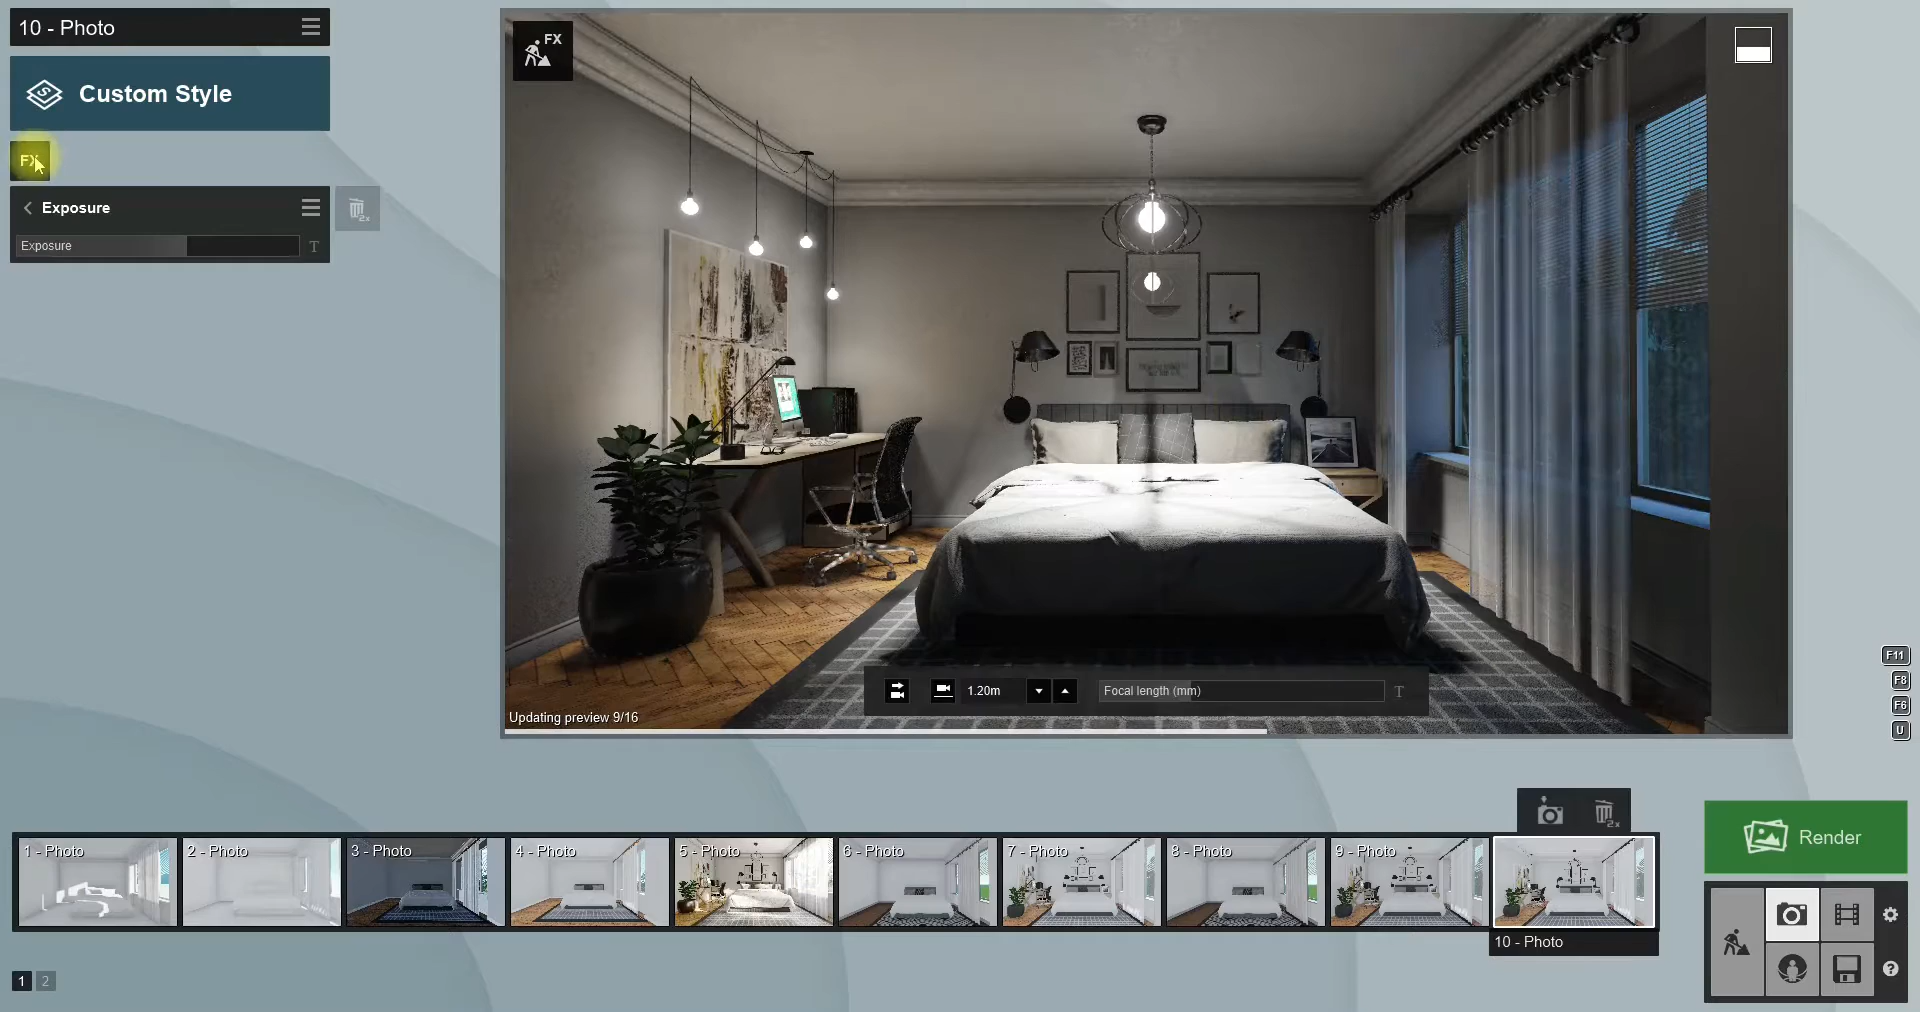 10 - Photo
Custom Style
FX
Exposure
Exposure
T
FX
1.20m
Focal length (mm)
T
Updating preview 9/16
F11
F8
F6
U
1 - Photo
2 - Photo
3 - Photo
4 - Photo
5 - Photo
6 - Photo
7 - Photo
8 - Photo
9 - Photo
10 - Photo
Render
1
2